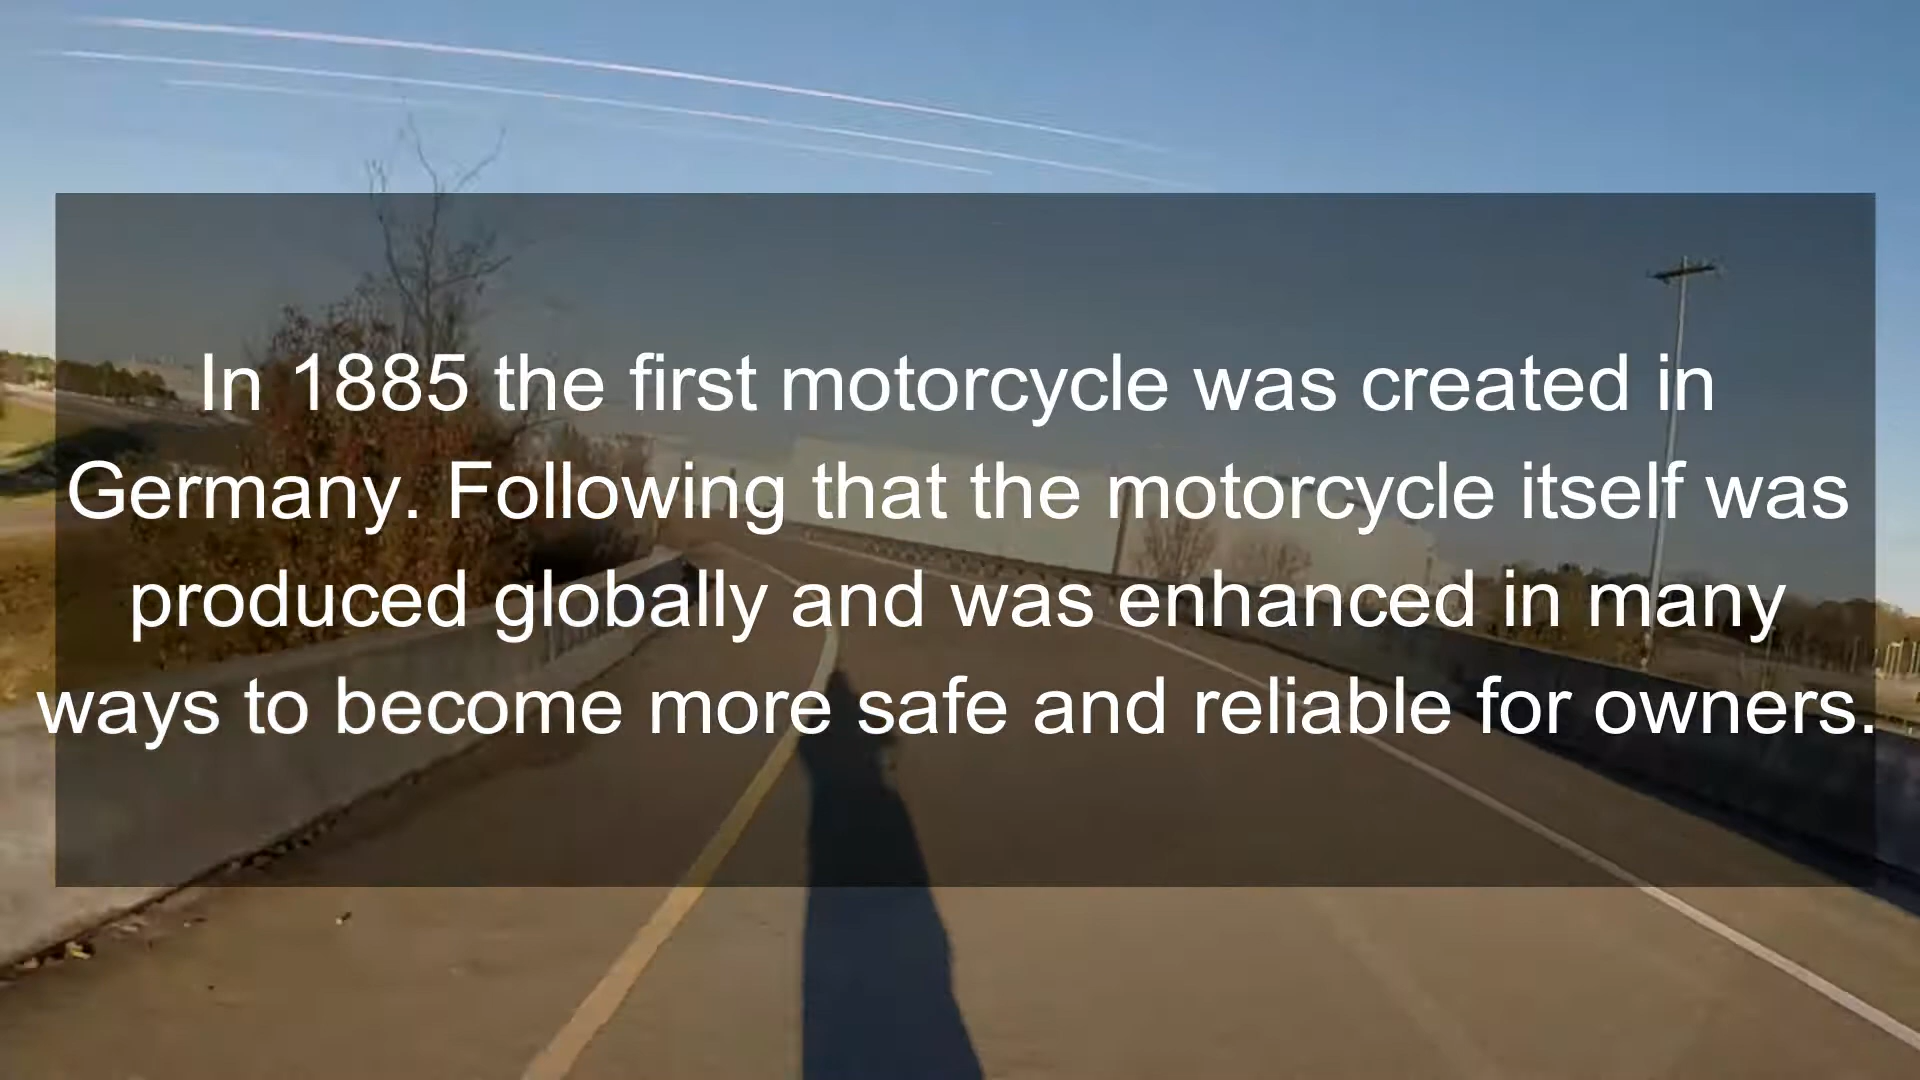 In 1885 the first motorcycle was created in
Germany. Following that the motorcycle itself was
produced globally and was enhanced in many
ways to become more safe and reliable for owners.